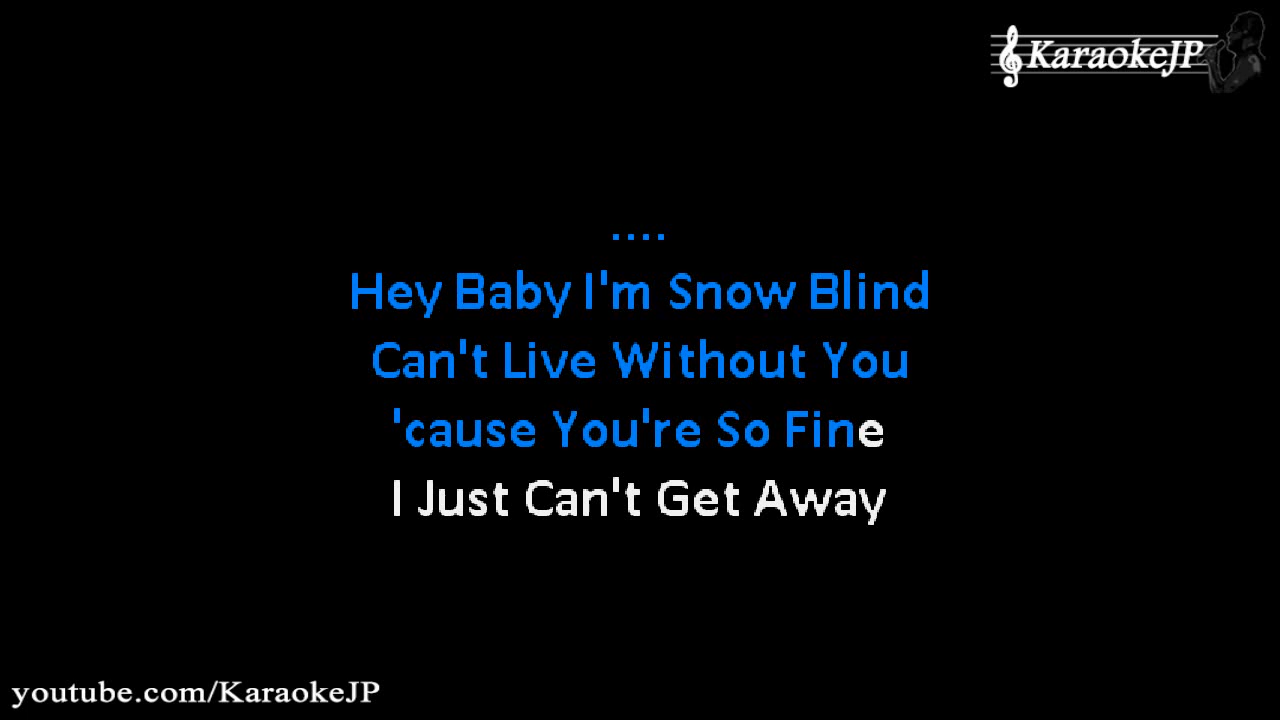 KaraokeJP
....
Hey Baby I'm Snow Blind
Can't Live Without You
'cause You're So Fine
I Just Can't Get Away
youtube.com/KaraokeJP